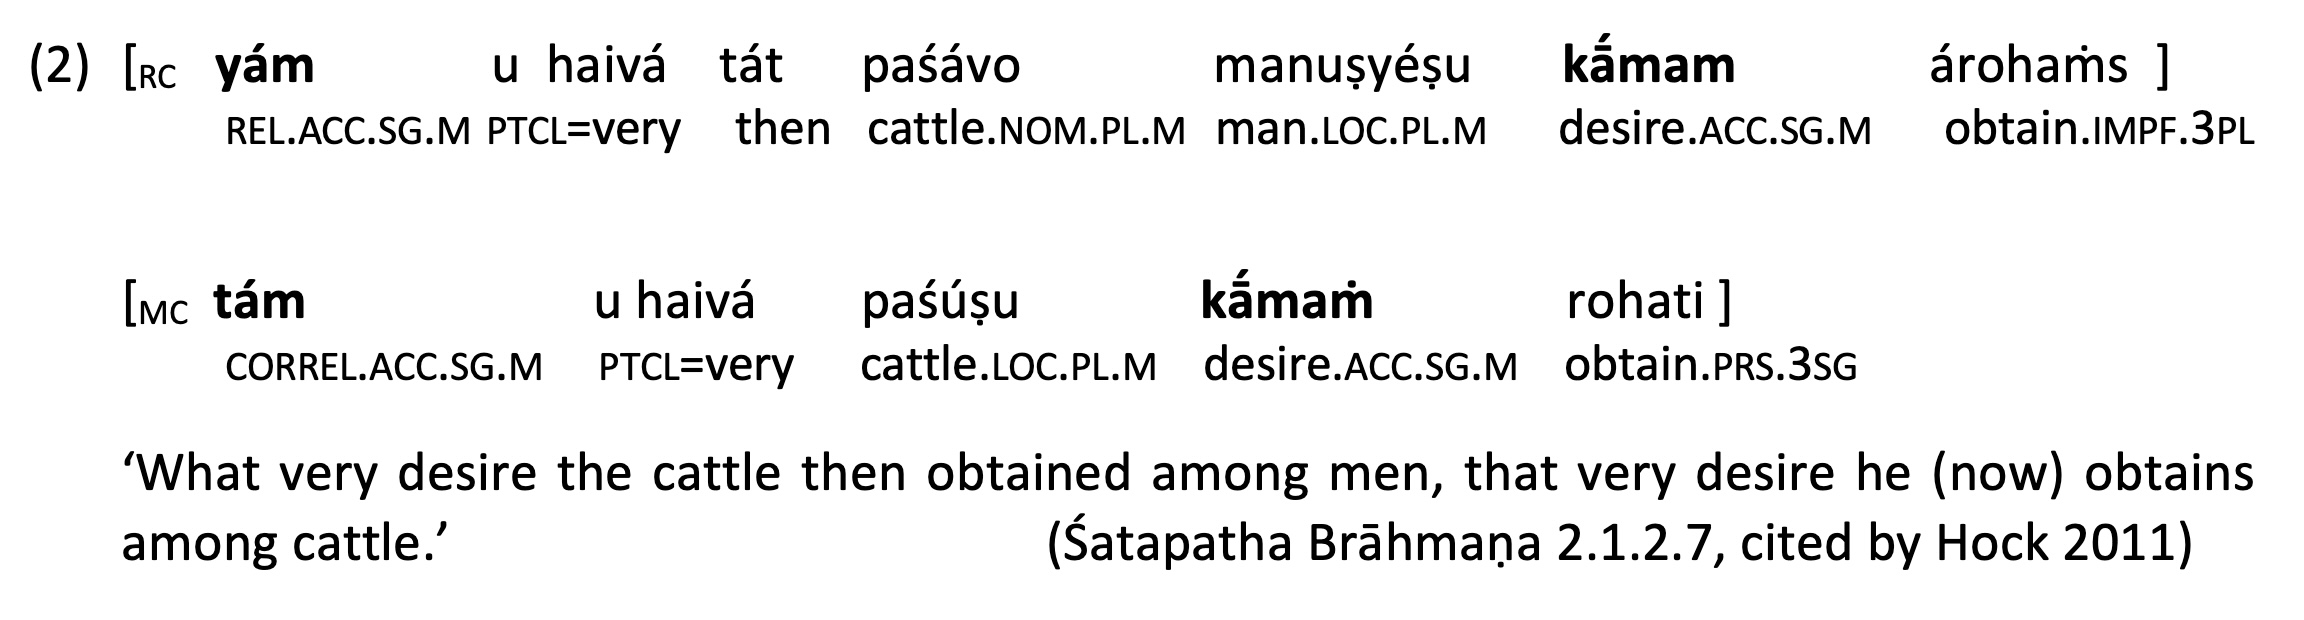 (2) [RC yám u haivá tát paśávo manuṣyéṣu kā́mam árohaṁs ]
REL.ACC.SG.M PTCL=very then cattle.NOM.PL.M man.LOC.PL.M desire.ACC.SG.M obtain.IMPF.3PL
[MC tám u haivá paśúṣu kā́maṁ rohati ]
CORREL.ACC.SG.M PTCL=very cattle.LOC.PL.M desire.ACC.SG.M obtain.PRS.3SG
‘What very desire the cattle then obtained among men, that very desire he (now) obtains
among cattle.’ (Śatapatha Brāhmaṇa 2.1.2.7, cited by Hock 2011)